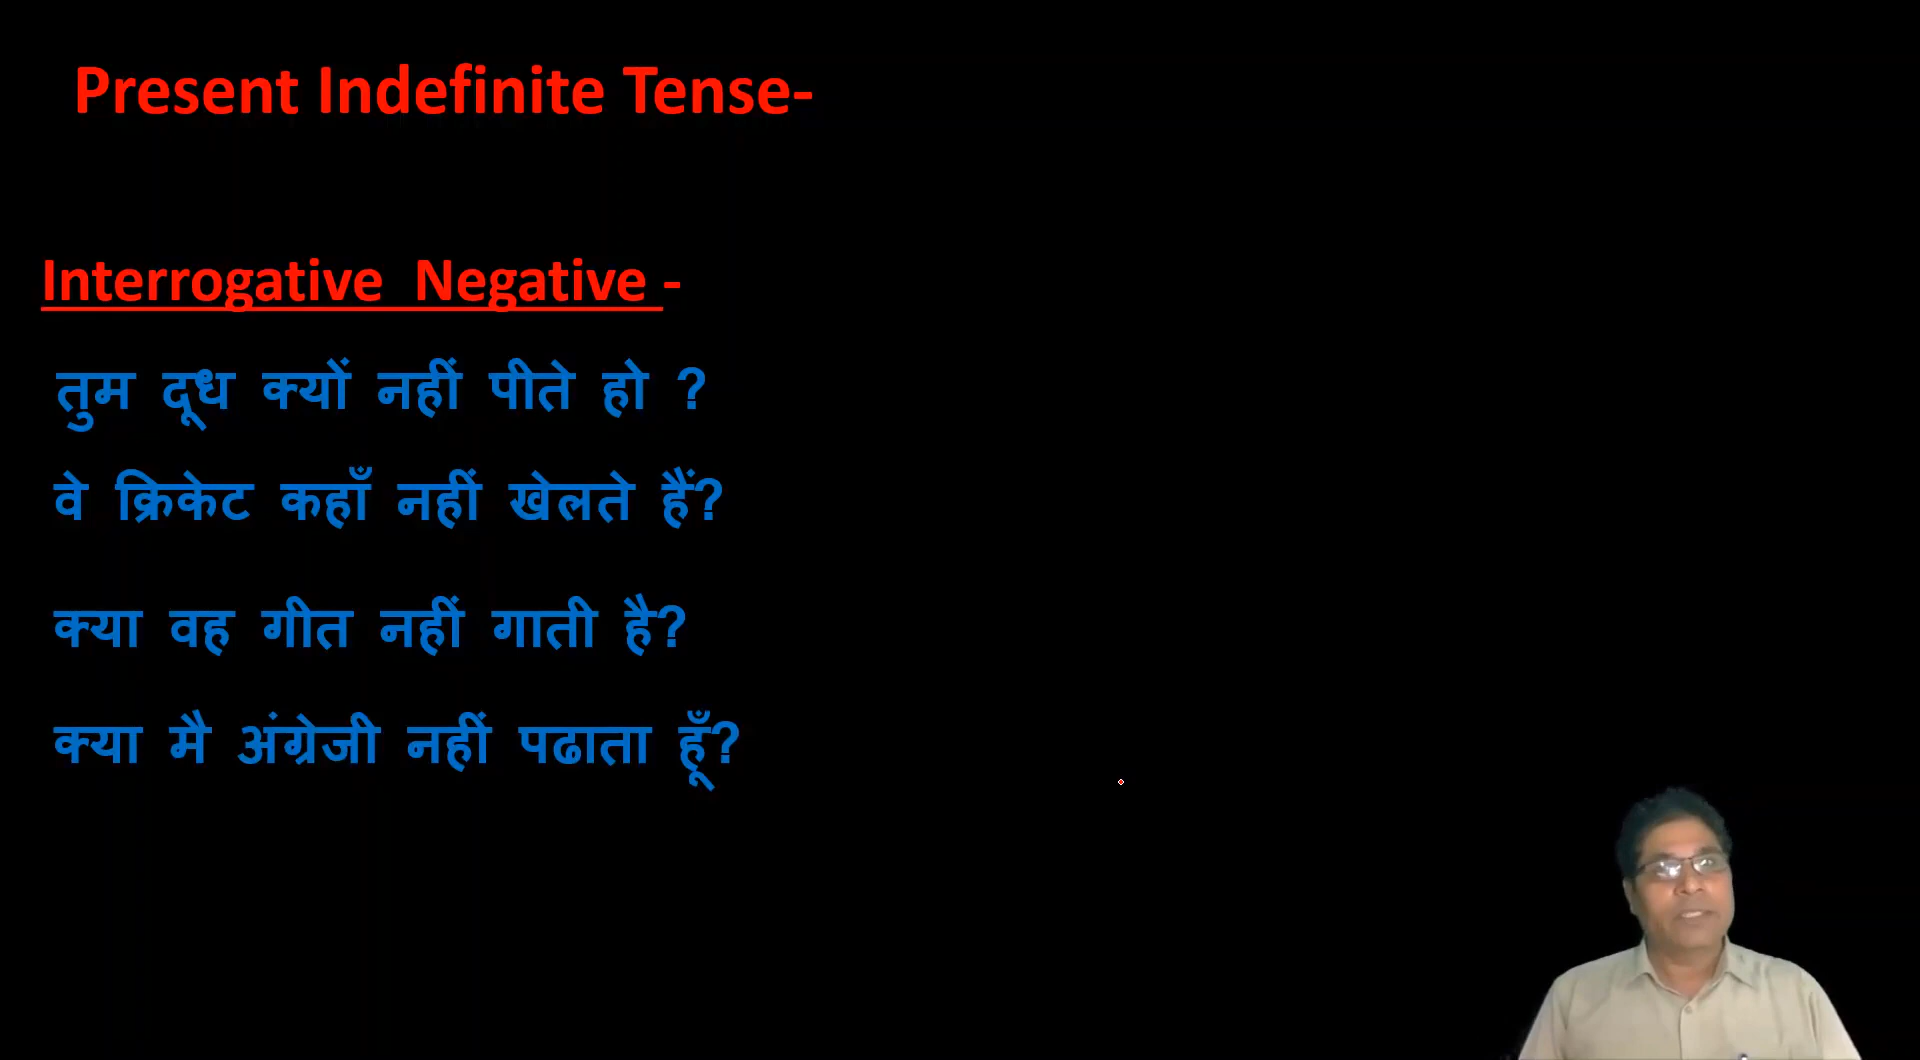 Present Indefinite Tense-
Interrogative Negative -
तुम दूध क्यों नहीं पीते हो ?
वे क्रिकेट कहाँ नहीं खेलते हैं?
क्या वह गीत नहीं गाती है?
क्या मै अंग्रेजी नहीं पढाता हूँ?